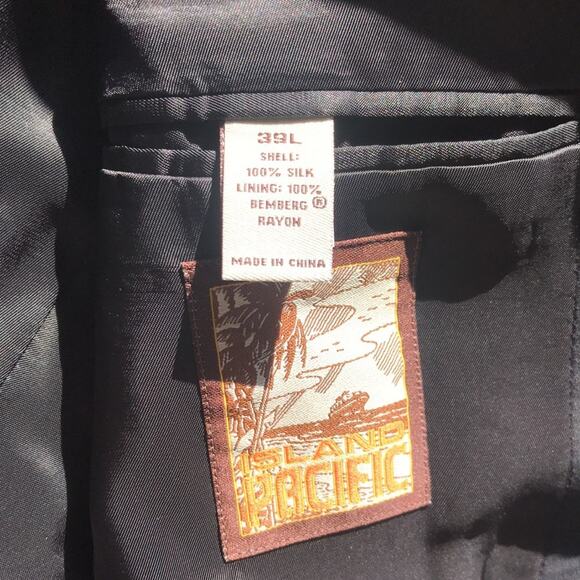 39L
SHELL:
100% SILK
LINING: 100%
BEMBERG®
RAYON
MADE IN CHINA
ISLAND
PACIFIC